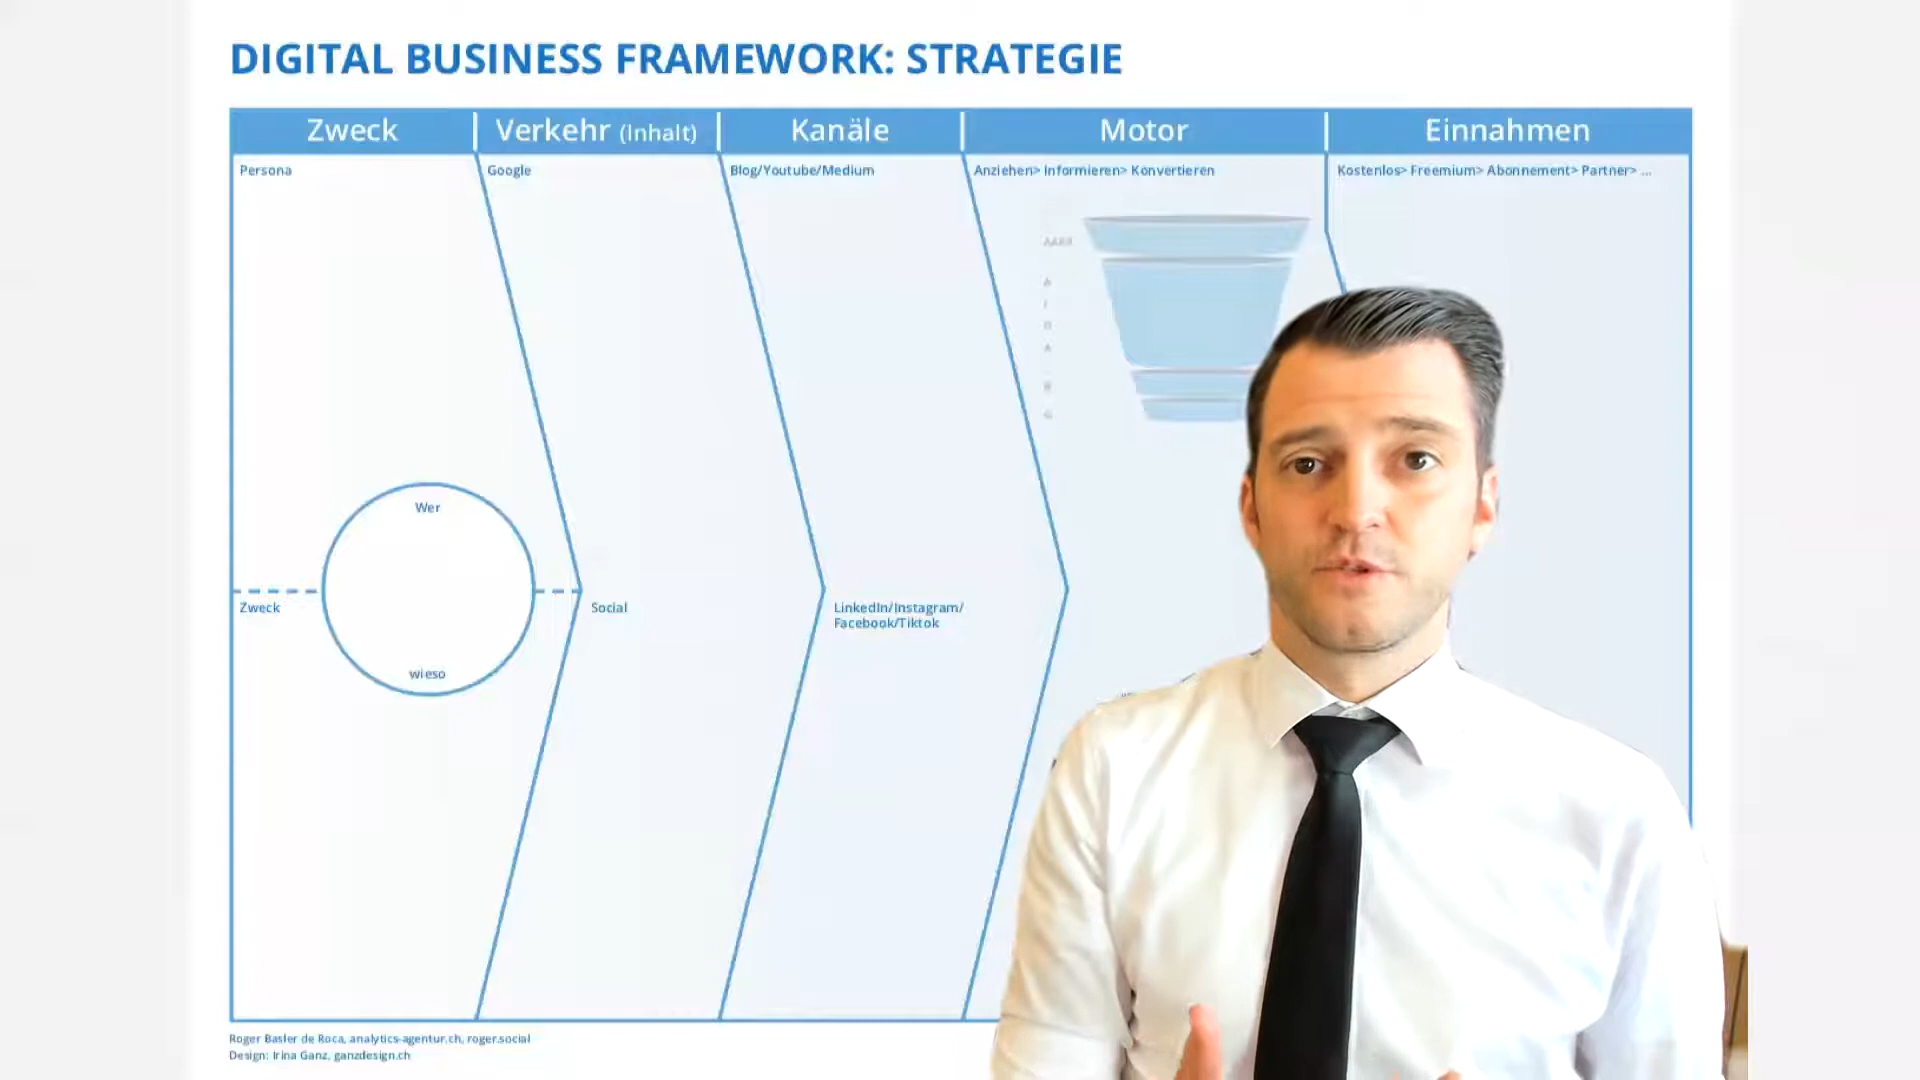 DIGITAL BUSINESS FRAMEWORK: STRATEGIE
Zweck
Verkehr (Inhalt)
Kanäle
Motor
Einnahmen
Persona
Google
Blog/Youtube/Medium
Anziehen> Informieren> Konvertieren
Kostenlos> Freemium> Abonnement> Partner> ...
Wer
wieso
Zweck
Social
LinkedIn/Instagram/
Facebook/Tiktok
Roger Basler de Roca, analytics-agentur.ch, roger.social
Design: Irina Ganz, ganzdesign.ch